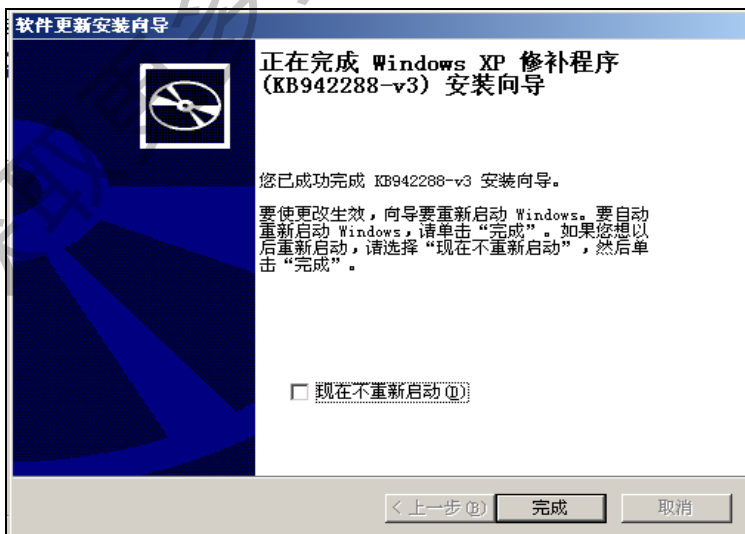 软件更新安装向导
正在完成 Windows XP 修补程序
(KB942288-v3) 安装向导
您已成功完成 KB942288-v3 安装向导。
要使更改生效，向导要重新启动 Windows。要自动
重新启动 Windows，请单击“完成”。如果您想以
后重新启动，请选择“现在不重新启动”，然后单
击“完成”。
现在不重新启动(D)
< 上一步(B)
完成
取消